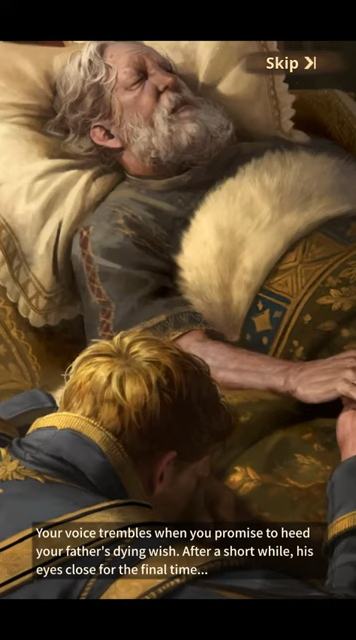 Skip
Your voice trembles when you promise to heed
your father's dying wish. After a short while, his
eyes close for the final time...